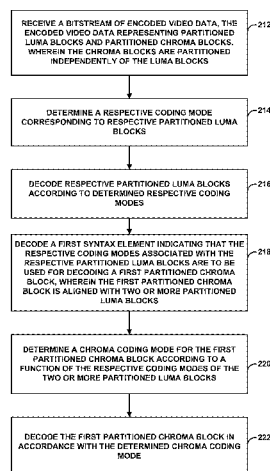 RECEIVE A BITSTREAM OF ENCODED VIDEO DATA, THE
ENCODED VIDEO DATA REPRESENTING PARTITIONED
LUMA BLOCKS AND PARTITIONED CHROMA BLOCKS,
WHEREIN THE CHROMA BLOCKS ARE PARTITIONED
INDEPENDENTLY OF THE LUMA BLOCKS
212
DETERMINE A RESPECTIVE CODING MODE
CORRESPONDING TO RESPECTIVE PARTITIONED LUMA
BLOCKS
214
DECODE RESPECTIVE PARTITIONED LUMA BLOCKS
ACCORDING TO DETERMINED RESPECTIVE CODING
MODES
216
DECODE A FIRST SYNTAX ELEMENT INDICATING THAT THE
RESPECTIVE CODING MODES ASSOCIATED WITH THE
RESPECTIVE PARTITIONED LUMA BLOCKS ARE TO BE
USED FOR DECODING A FIRST PARTITIONED CHROMA
BLOCK, WHEREIN THE FIRST PARTITIONED CHROMA
BLOCK IS ALIGNED WITH TWO OR MORE PARTITIONED
LUMA BLOCKS
218
DETERMINE A CHROMA CODING MODE FOR THE FIRST
PARTITIONED CHROMA BLOCK ACCORDING TO A
FUNCTION OF THE RESPECTIVE CODING MODES OF THE
TWO OR MORE PARTITIONED LUMA BLOCKS
220
DECODE THE FIRST PARTITIONED CHROMA BLOCK IN
ACCORDANCE WITH THE DETERMINED CHROMA CODING
MODE
222